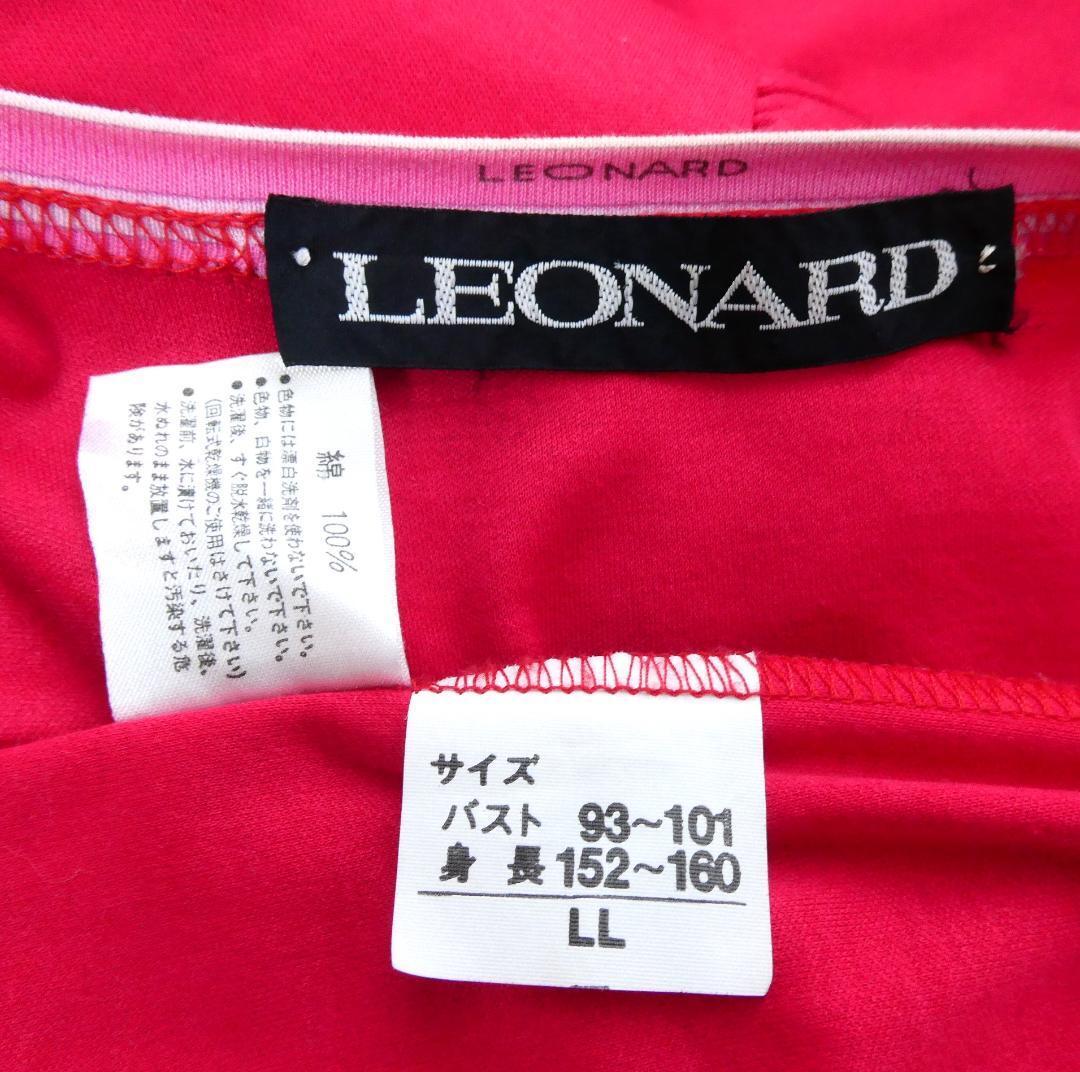 LEONARD
LEONARD
綿 100%
•色物には漂白洗剤を使わないで下さい。
•色物、白物を一緒に洗わないで下さい。
•洗濯後、すぐ脱水乾燥して下さい。
(回転式乾燥機のご使用はさけて下さい)
•洗濯前、水に漬けておいたり、洗濯後、
水ぬれのまま放置しますと汚染する危
険があります。
サイズ
バスト 93~101
身長 152~160
LL